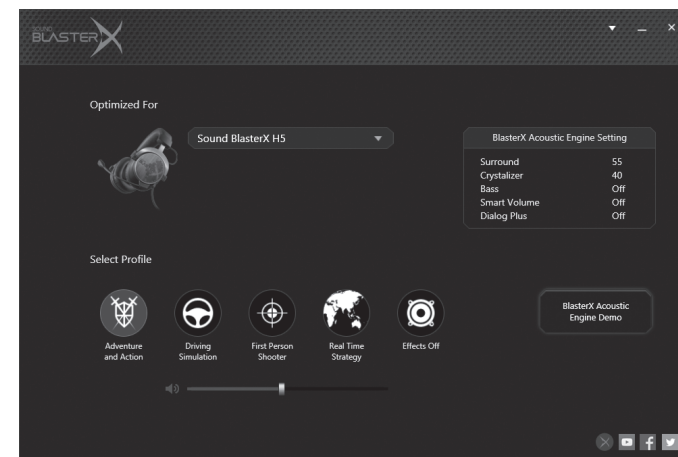 SOUND
BLASTERX
Optimized For
Sound BlasterX H5
BlasterX Acoustic Engine Setting
Surround 55
Crystalizer 40
Bass Off
Smart Volume Off
Dialog Plus Off
Select Profile
Adventure
and Action
Driving
Simulation
First Person
Shooter
Real Time
Strategy
Effects Off
BlasterX Acoustic
Engine Demo